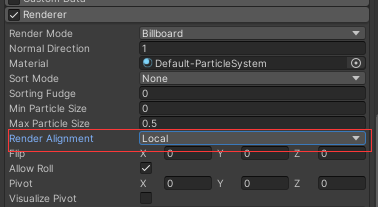 Custom Data
Renderer
Render Mode Billboard
Normal Direction 1
Material Default-ParticleSystem
Sort Mode None
Sorting Fudge 0
Min Particle Size 0
Max Particle Size 0.5
Render Alignment Local
Flip X 0 Y 0 Z 0
Allow Roll
Pivot X 0 Y 0 Z 0
Visualize Pivot